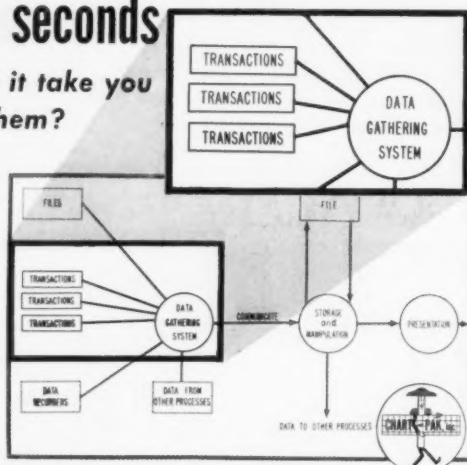 seconds
it take you
hem?
TRANSACTIONS
TRANSACTIONS
TRANSACTIONS
DATA
GATHERING
SYSTEM
FILES
FILE
TRANSACTIONS
TRANSACTIONS
TRANSACTIONS
DATA
GATHERING
SYSTEM
COMMUNICATE
STORAGE
and
MANIPULATION
PRESENTATION
DATA
RECORDERS
DATA FROM
OTHER PROCESSES
DATA TO OTHER PROCESSES
CHART-PAK, Inc.